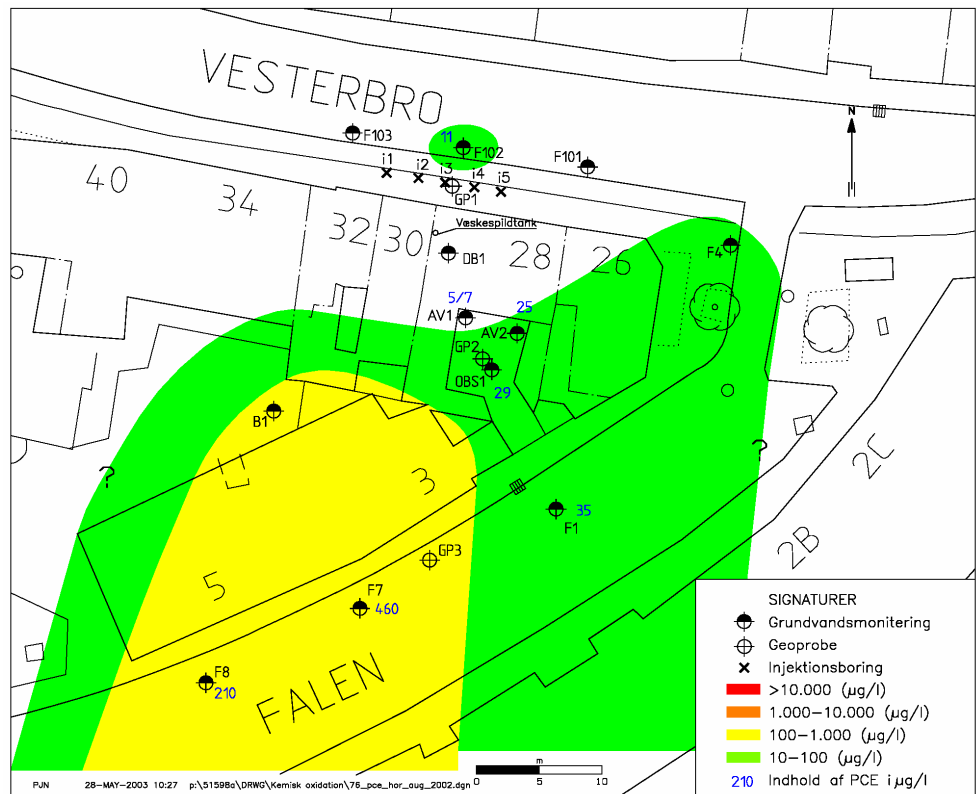 VESTERBRO
F103
11
F102
F101
N
i1
i2
i3
i4
i5
GP1
40
34
32
30
28
26
Væskespildtank
DB1
F4
5/7
AV1
25
AV2
GP2
OBS1
29
B1
?
?
3
2C
35
F1
2B
GP3
5
F7
460
F8
210
FALEN
SIGNATURER
Grundvandsmonitering
Geoprobe
Injektionsboring
>10.000 (µg/l)
1.000–10.000 (µg/l)
100–1.000 (µg/l)
10–100 (µg/l)
210 Indhold af PCE i µg/l
m
0 5 10
PJN 28-MAY-2003 10:27 p:\5159Ba\DRWG\Kemisk oxidation\76_pce_hor_aug_2002.dgn